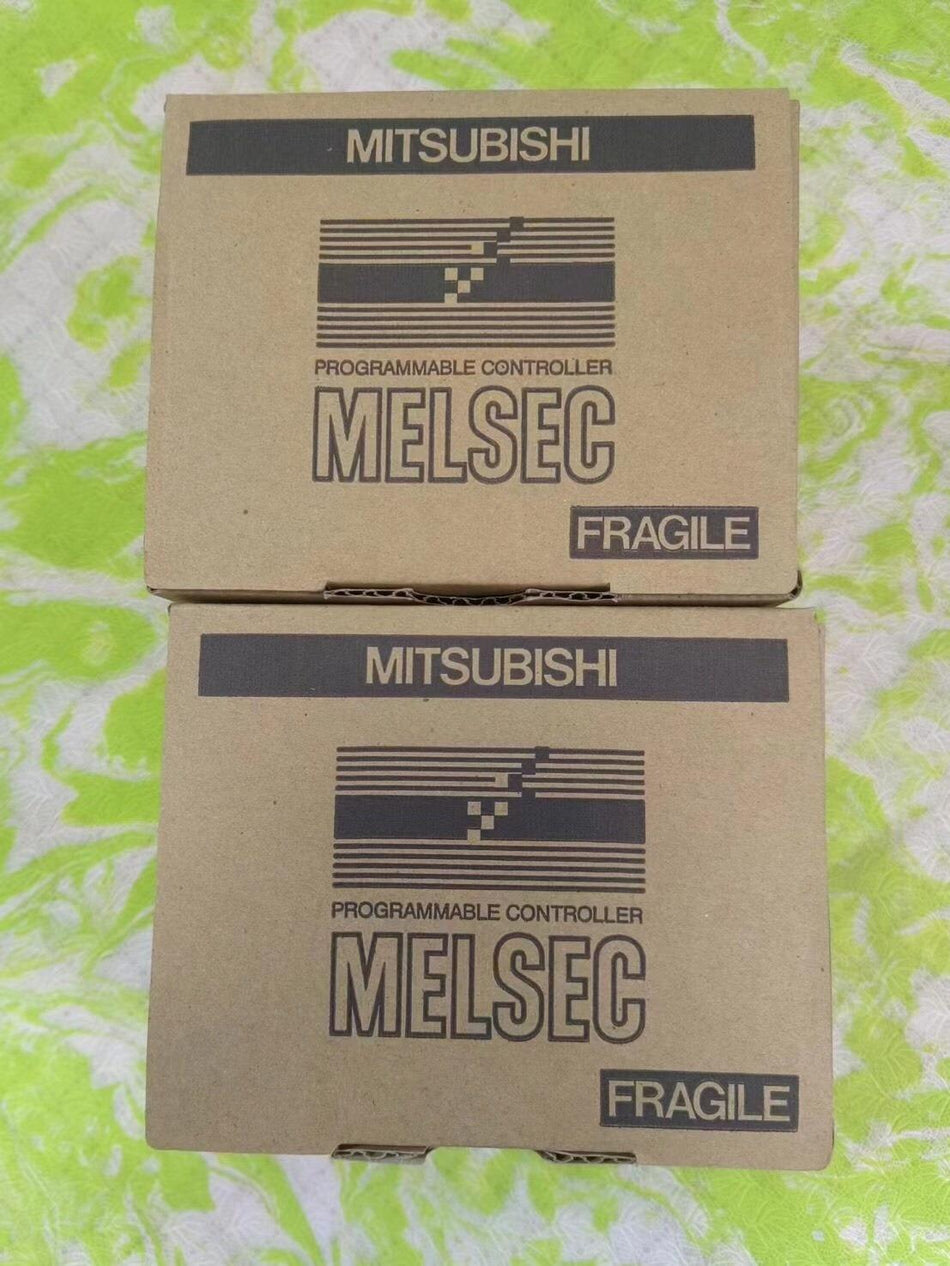 MITSUBISHI
PROGRAMMABLE CONTROLLER
MELSEC
FRAGILE
MITSUBISHI
PROGRAMMABLE CONTROLLER
MELSEC
FRAGILE